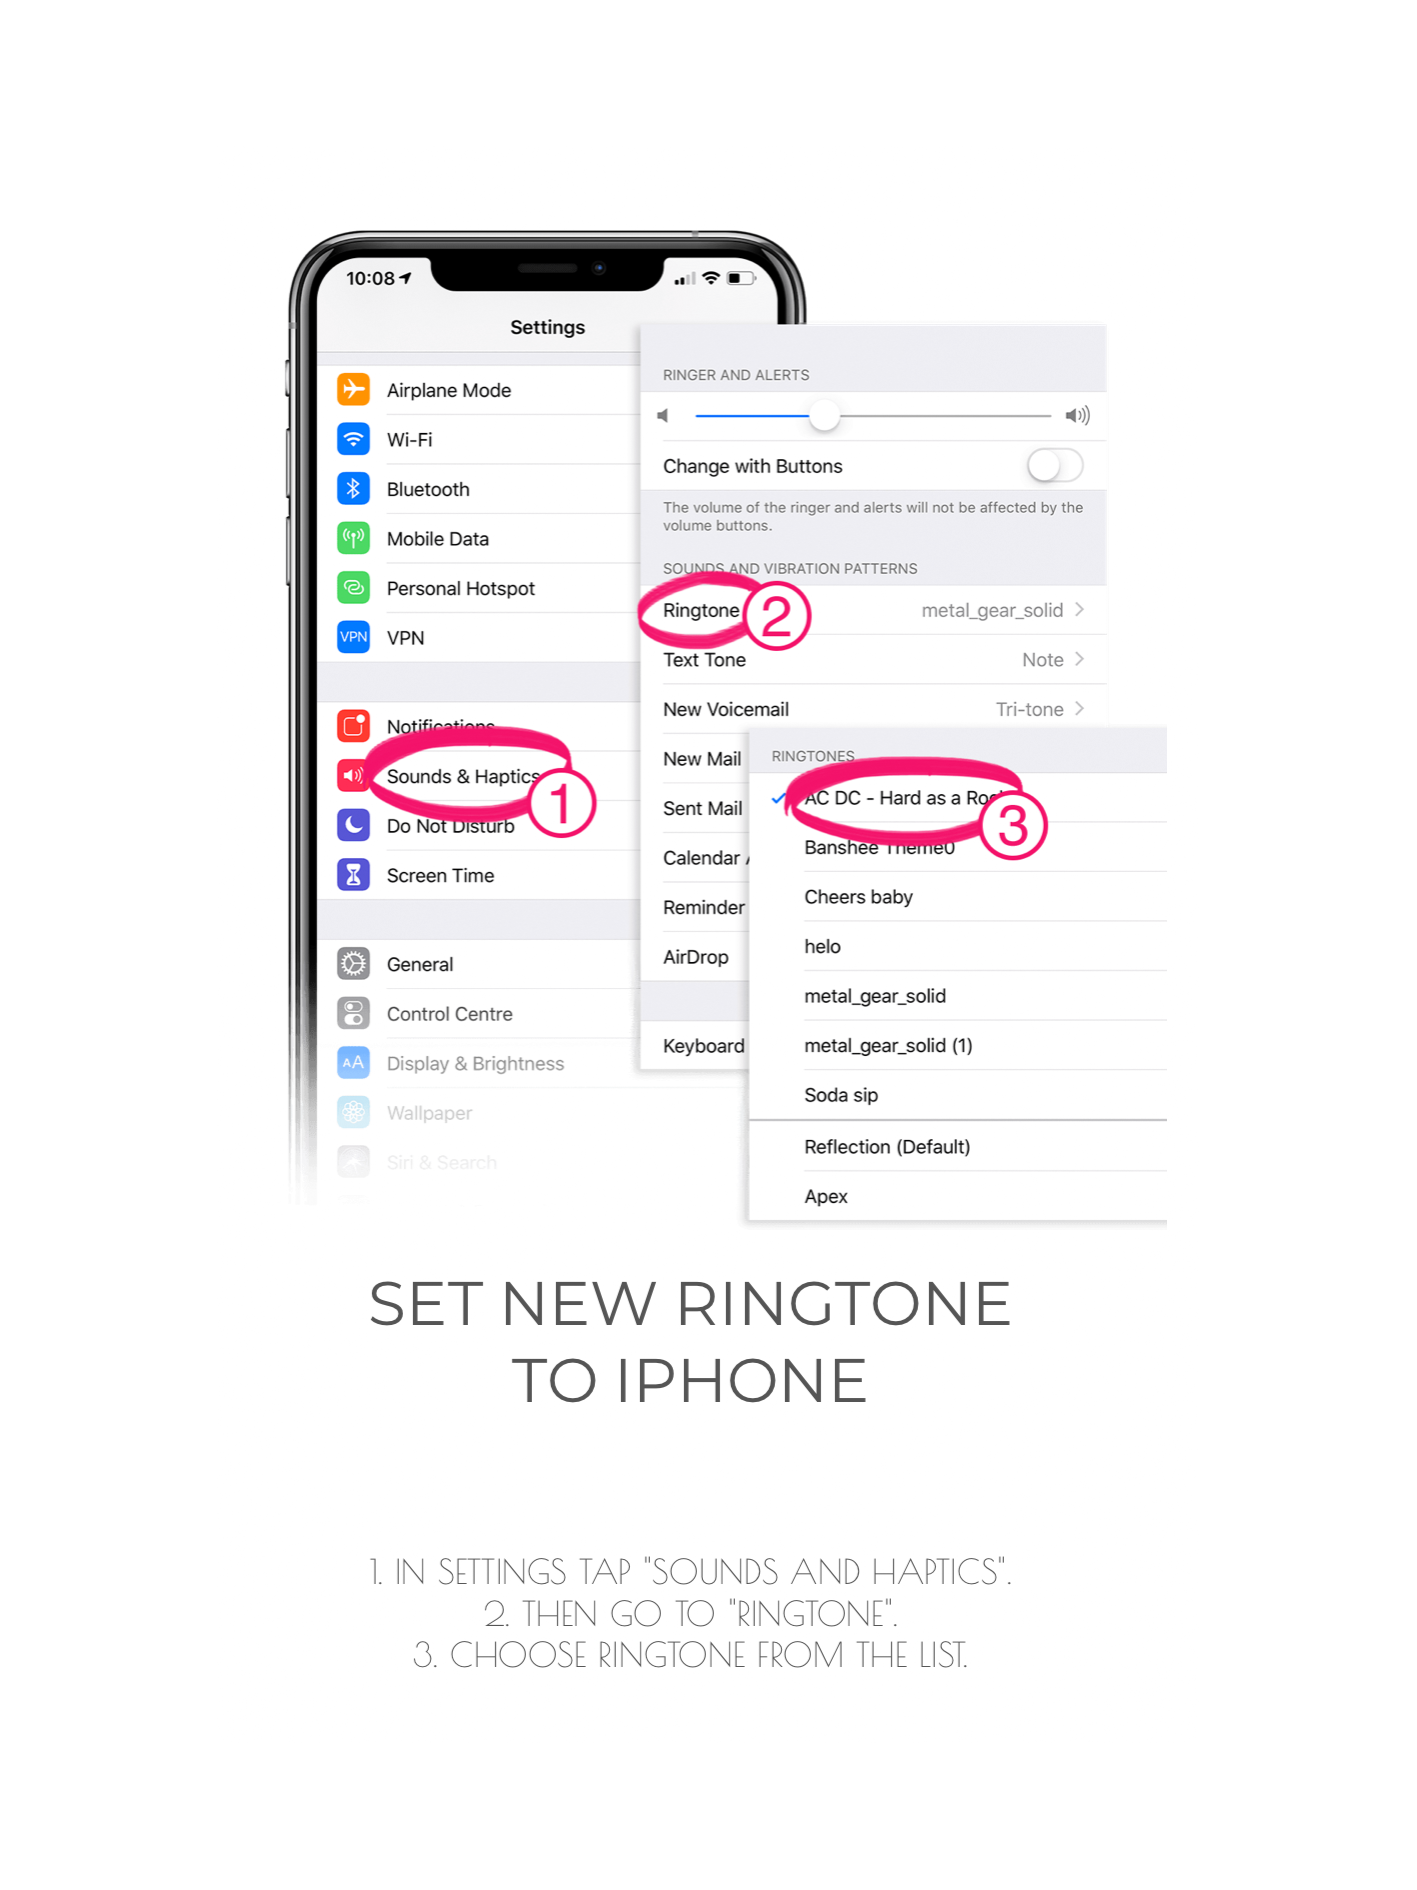 10:08
Settings
Airplane Mode
Wi-Fi
Bluetooth
Mobile Data
Personal Hotspot
VPN VPN
Notifications
Sounds & Haptics
1
Do Not Disturb
Screen Time
General
Control Centre
AA Display & Brightness
Wallpaper
Siri & Search
RINGER AND ALERTS
Change with Buttons
The volume of the ringer and alerts will not be affected by the
volume buttons.
SOUNDS AND VIBRATION PATTERNS
Ringtone 2 metal_gear_solid
Text Tone Note
New Voicemail Tri-tone
New Mail
Sent Mail
Calendar
Reminder
AirDrop
Keyboard
RINGTONES
AC DC - Hard as a
3
Banshee Theme0
Cheers baby
helo
metal_gear_solid
metal_gear_solid (1)
Soda sip
Reflection (Default)
Apex
SET NEW RINGTONE
TO IPHONE
1. IN SETTINGS TAP "SOUNDS AND HAPTICS".
2. THEN GO TO "RINGTONE".
3. CHOOSE RINGTONE FROM THE LIST.